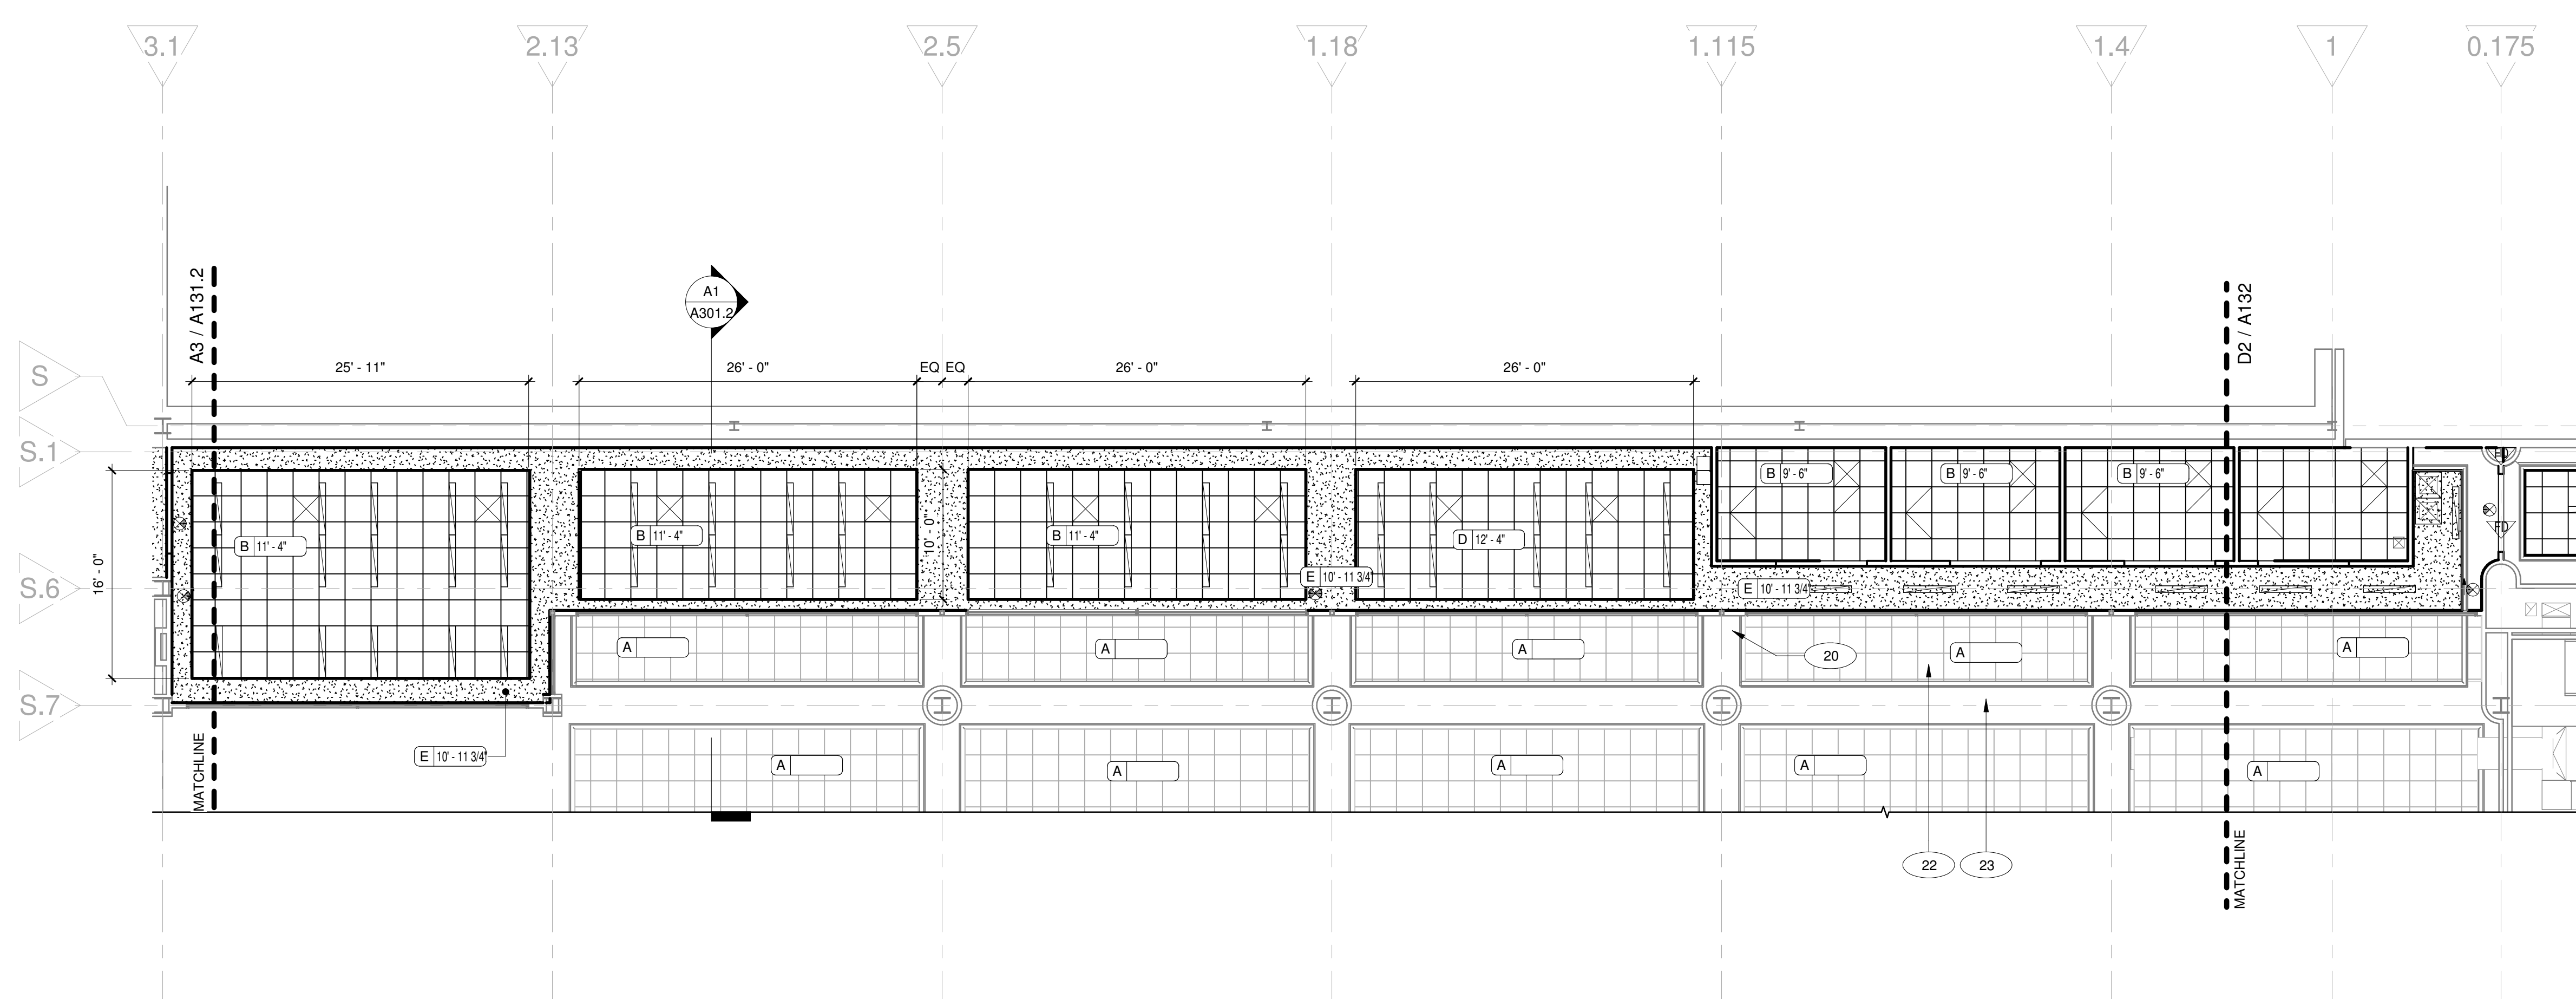 3.1
2.13
2.5
1.18
1.115
1.4
1
0.175
A3 / A131.2
A1
A301.2
D2 / A132
25' - 11"
26' - 0"
EQ EQ
26' - 0"
26' - 0"
S
S.1
S.6
S.7
16' - 0"
10' - 0"
B 9' - 6"
B 9' - 6"
B 9' - 6"
FD
FD
B 11' - 4"
B 11' - 4"
B 11' - 4"
D 12' - 4"
E 10' - 11 3/4"
E 10' - 11 3/4"
A
A
A
A
A
20
E 10' - 11 3/4"
A
A
A
A
A
MATCHLINE
22
23
MATCHLINE